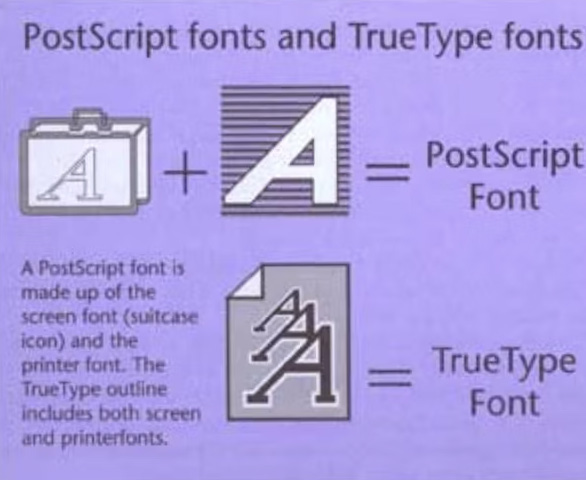 PostScript fonts and TrueType fonts
A
+
A
=
PostScript
Font
A PostScript font is
made up of the
screen font (suitcase
icon) and the
printer font. The
TrueType outline
includes both screen
and printerfonts.
AAA
=
TrueType
Font